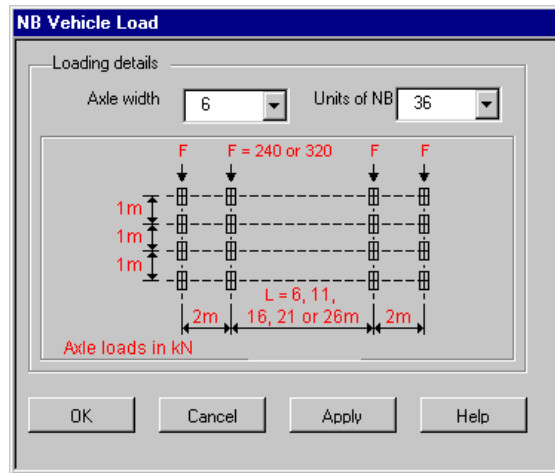 NB Vehicle Load
Loading details
Axle width 6 Units of NB 36
F F = 240 or 320 F F
1m
1m
1m
L = 6, 11,
2m 16, 21 or 26m 2m
Axle loads in kN
OK Cancel Apply Help